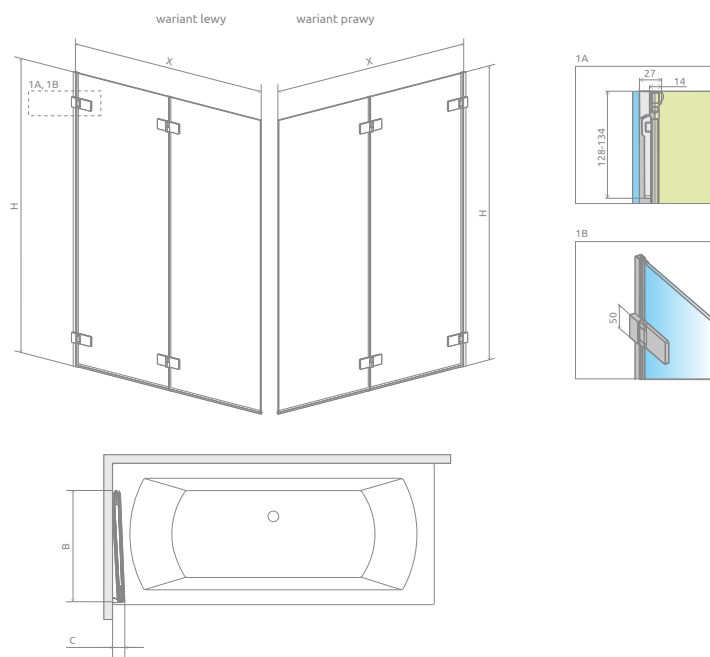 wariant lewy
wariant prawy
X
X
1A, 1B
H
H
1A
27
14
128-134
1B
50
B
C